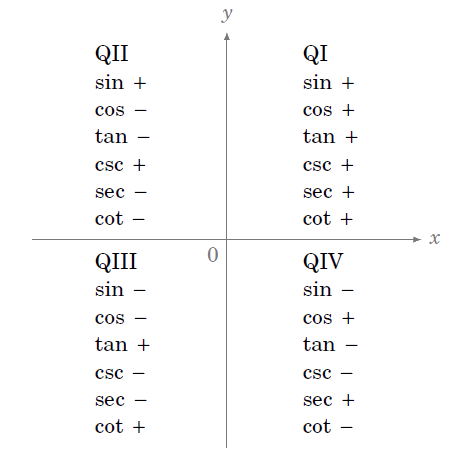 y
QII
sin +
cos −
tan −
csc +
sec −
cot −
QI
sin +
cos +
tan +
csc +
sec +
cot +
x
0
QIII
sin −
cos −
tan +
csc −
sec −
cot +
QIV
sin −
cos +
tan −
csc −
sec +
cot −